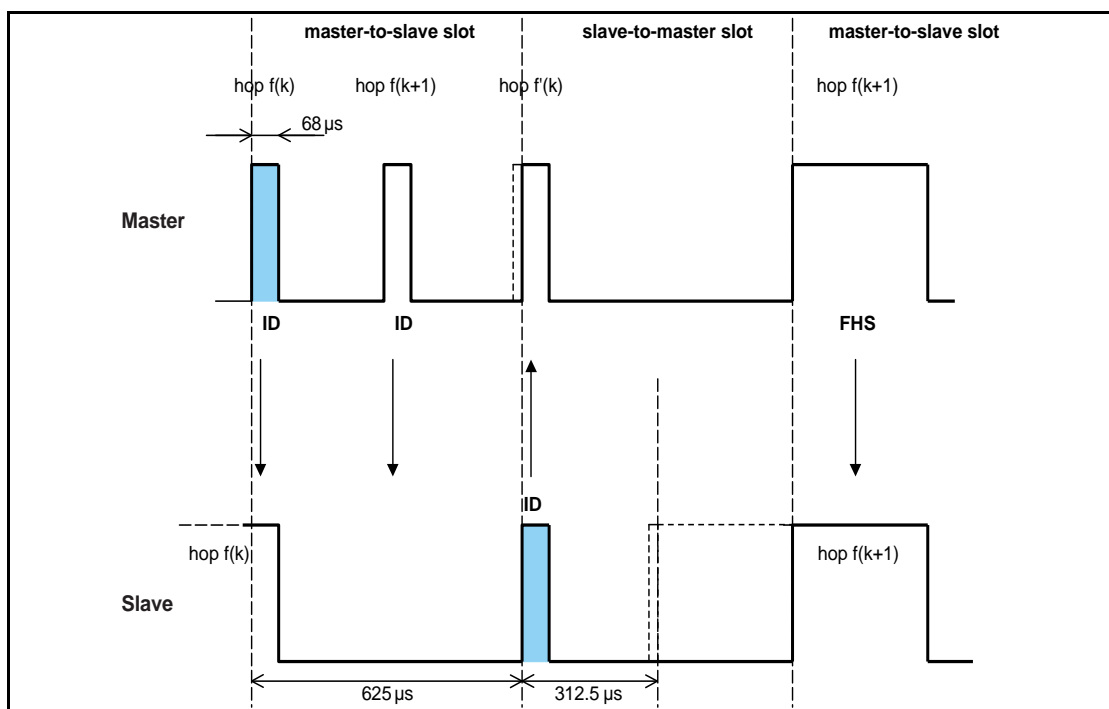 master-to-slave slot slave-to-master slot master-to-slave slot
hop f(k) hop f(k+1) hop f'(k) hop f(k+1)
68 µs
Master
ID ID FHS
ID
hop f(k) hop f(k+1)
Slave
625 µs 312.5 µs